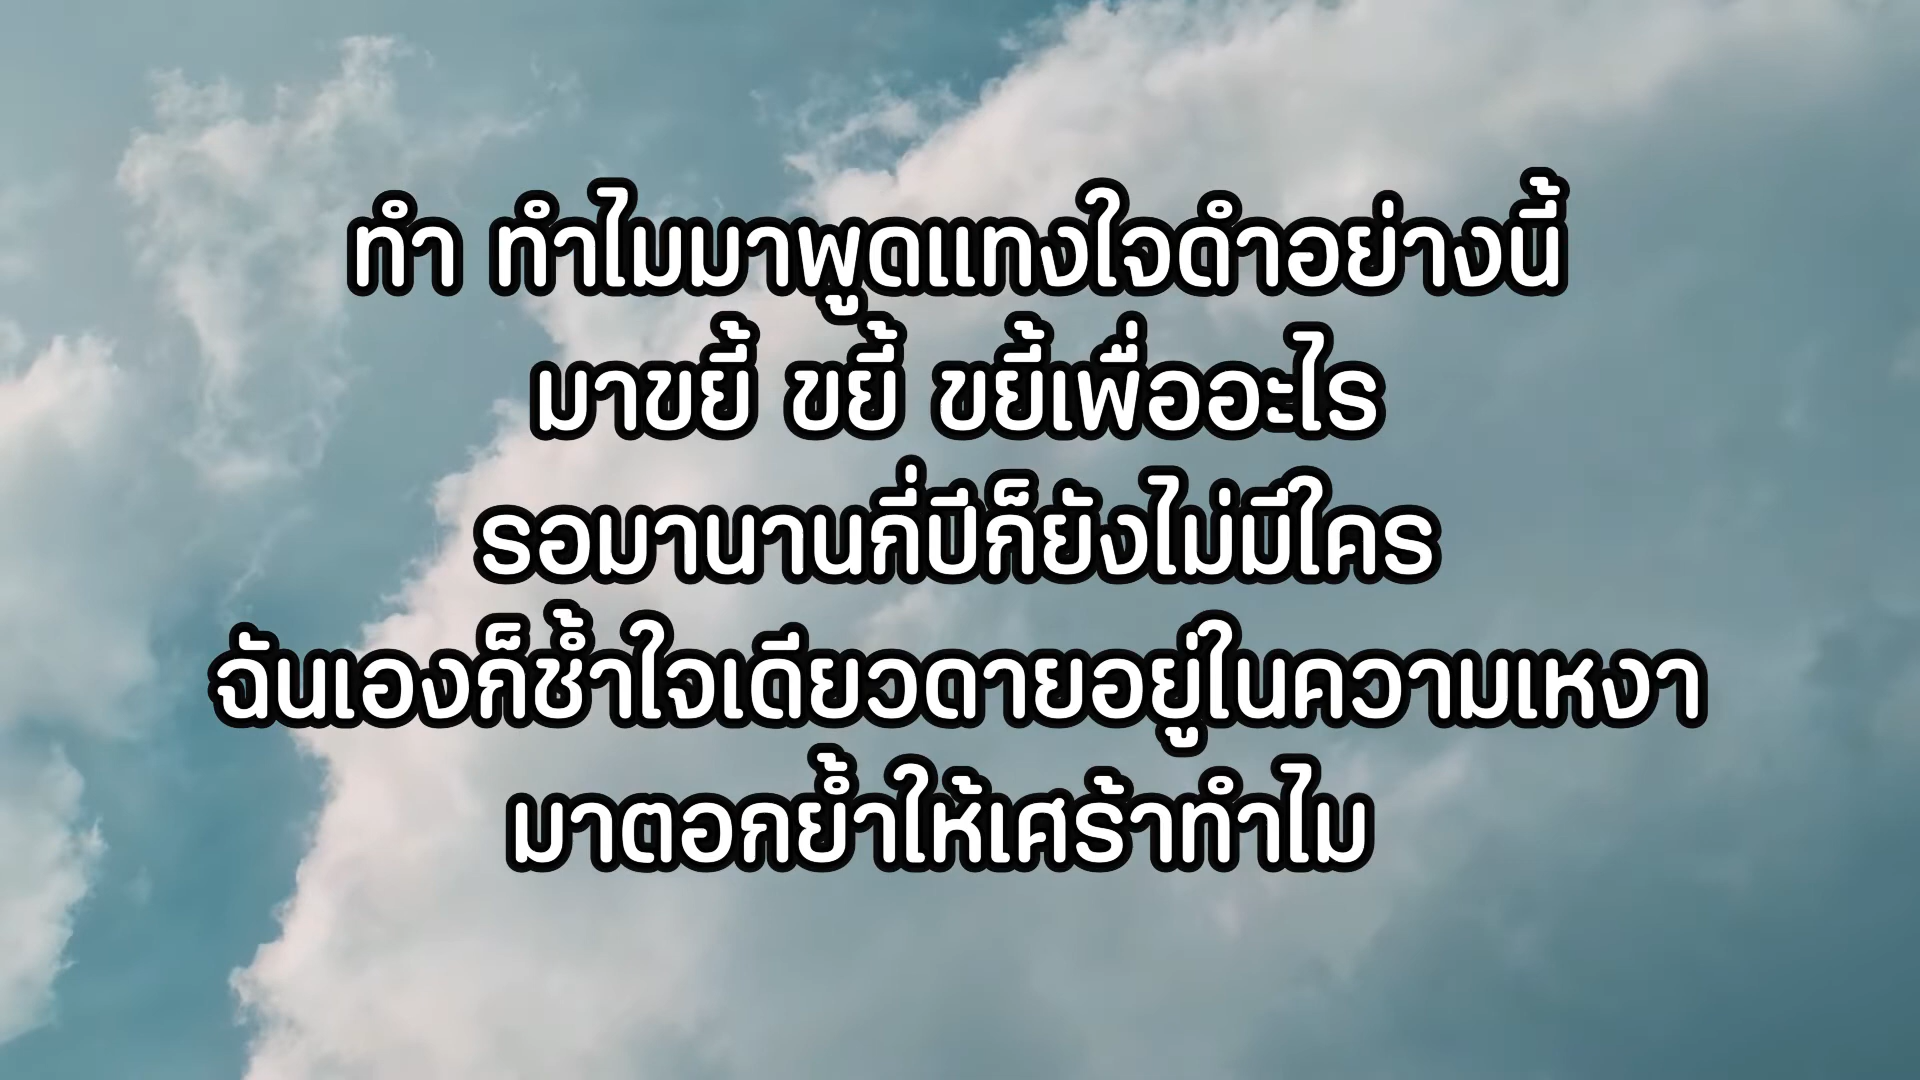 ทำ ทำไมมาพูดแทงใจดำอย่างนี้
มาขยี้ ขยี้ ขยี้เพื่ออะไร
รอมานานกี่ปีก็ยังไม่มีใคร
ฉันเองก็ช้ำใจเดียวดายอยู่ในความเหงา
มาตอกย้ำให้เศร้าทำไม